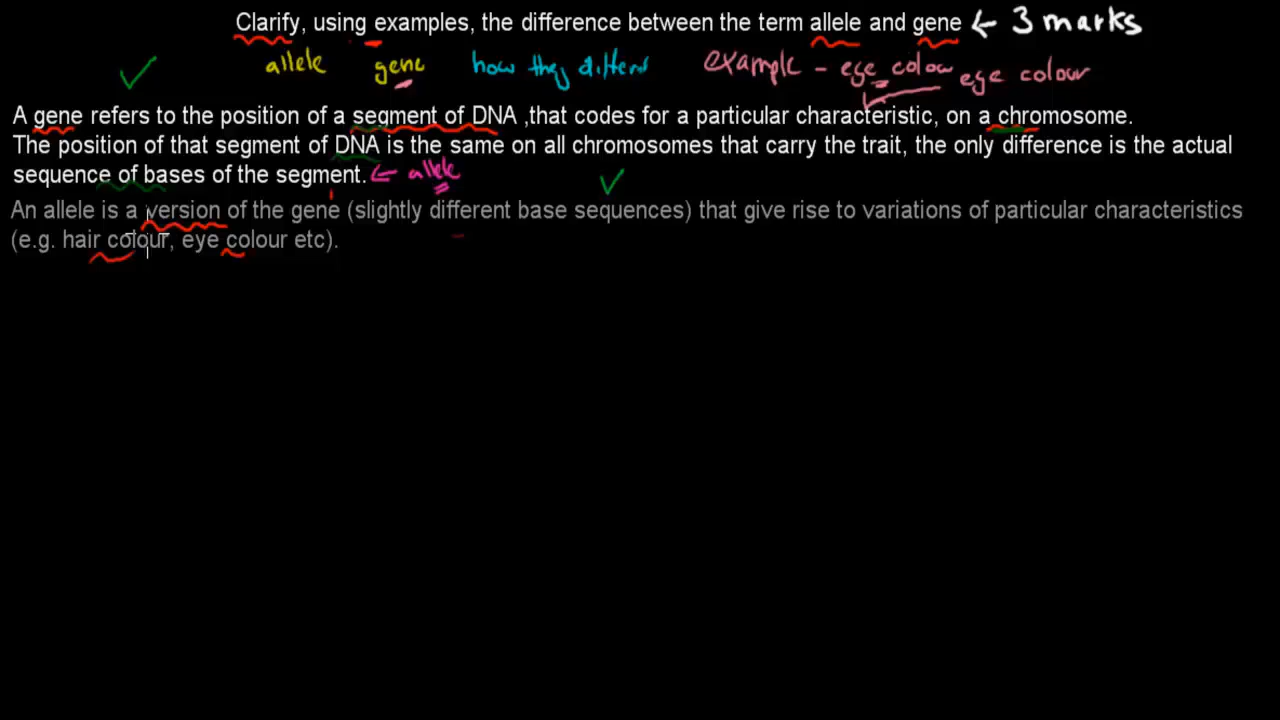 Clarify, using examples, the difference between the term allele and gene ← 3 marks
allele gene how they different example - eye colour eye colour
A gene refers to the position of a segment of DNA ,that codes for a particular characteristic, on a chromosome.
The position of that segment of DNA is the same on all chromosomes that carry the trait, the only difference is the actual
sequence of bases of the segment. ← allele
An allele is a version of the gene (slightly different base sequences) that give rise to variations of particular characteristics
(e.g. hair colour, eye colour etc).